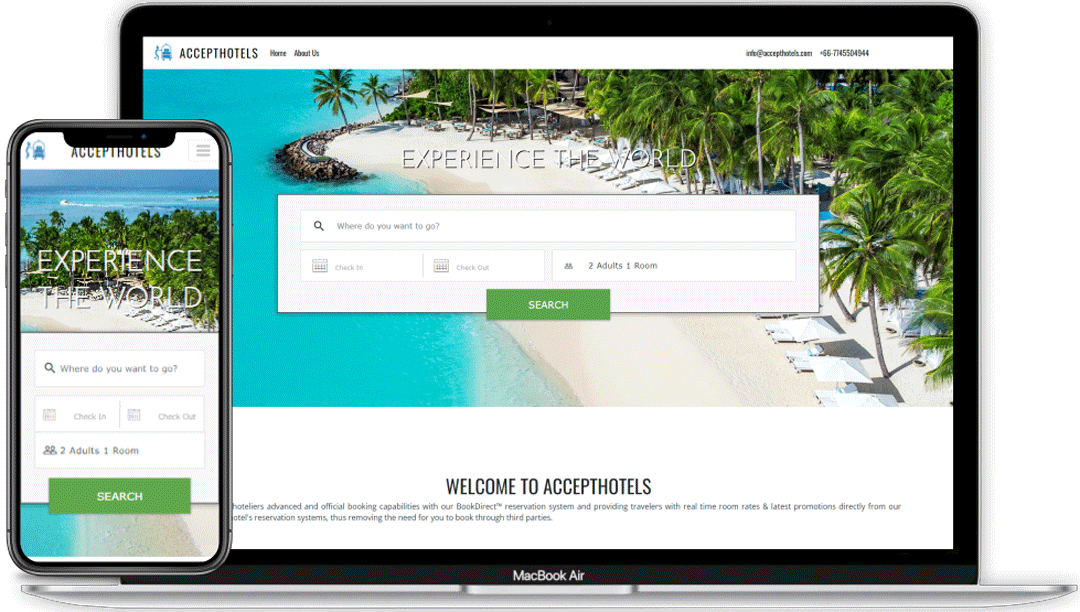 ACCEPTHOTELS
Home About Us
info@accepthotels.com +66-7745504944
EXPERIENCE THE WORLD
Where do you want to go?
Check In
Check Out
2 Adults 1 Room
SEARCH
WELCOME TO ACCEPTHOTELS
hoteliers advanced and official booking capabilities with our BookDirect™ reservation system and providing travelers with real time room rates & latest promotions directly from our
otel's reservation systems, thus removing the need for you to book through third parties.
MacBook Air
ACCEPTHOTELS
EXPERIENCE
THE WORLD
Where do you want to go?
Check In
Check Out
2 Adults 1 Room
SEARCH